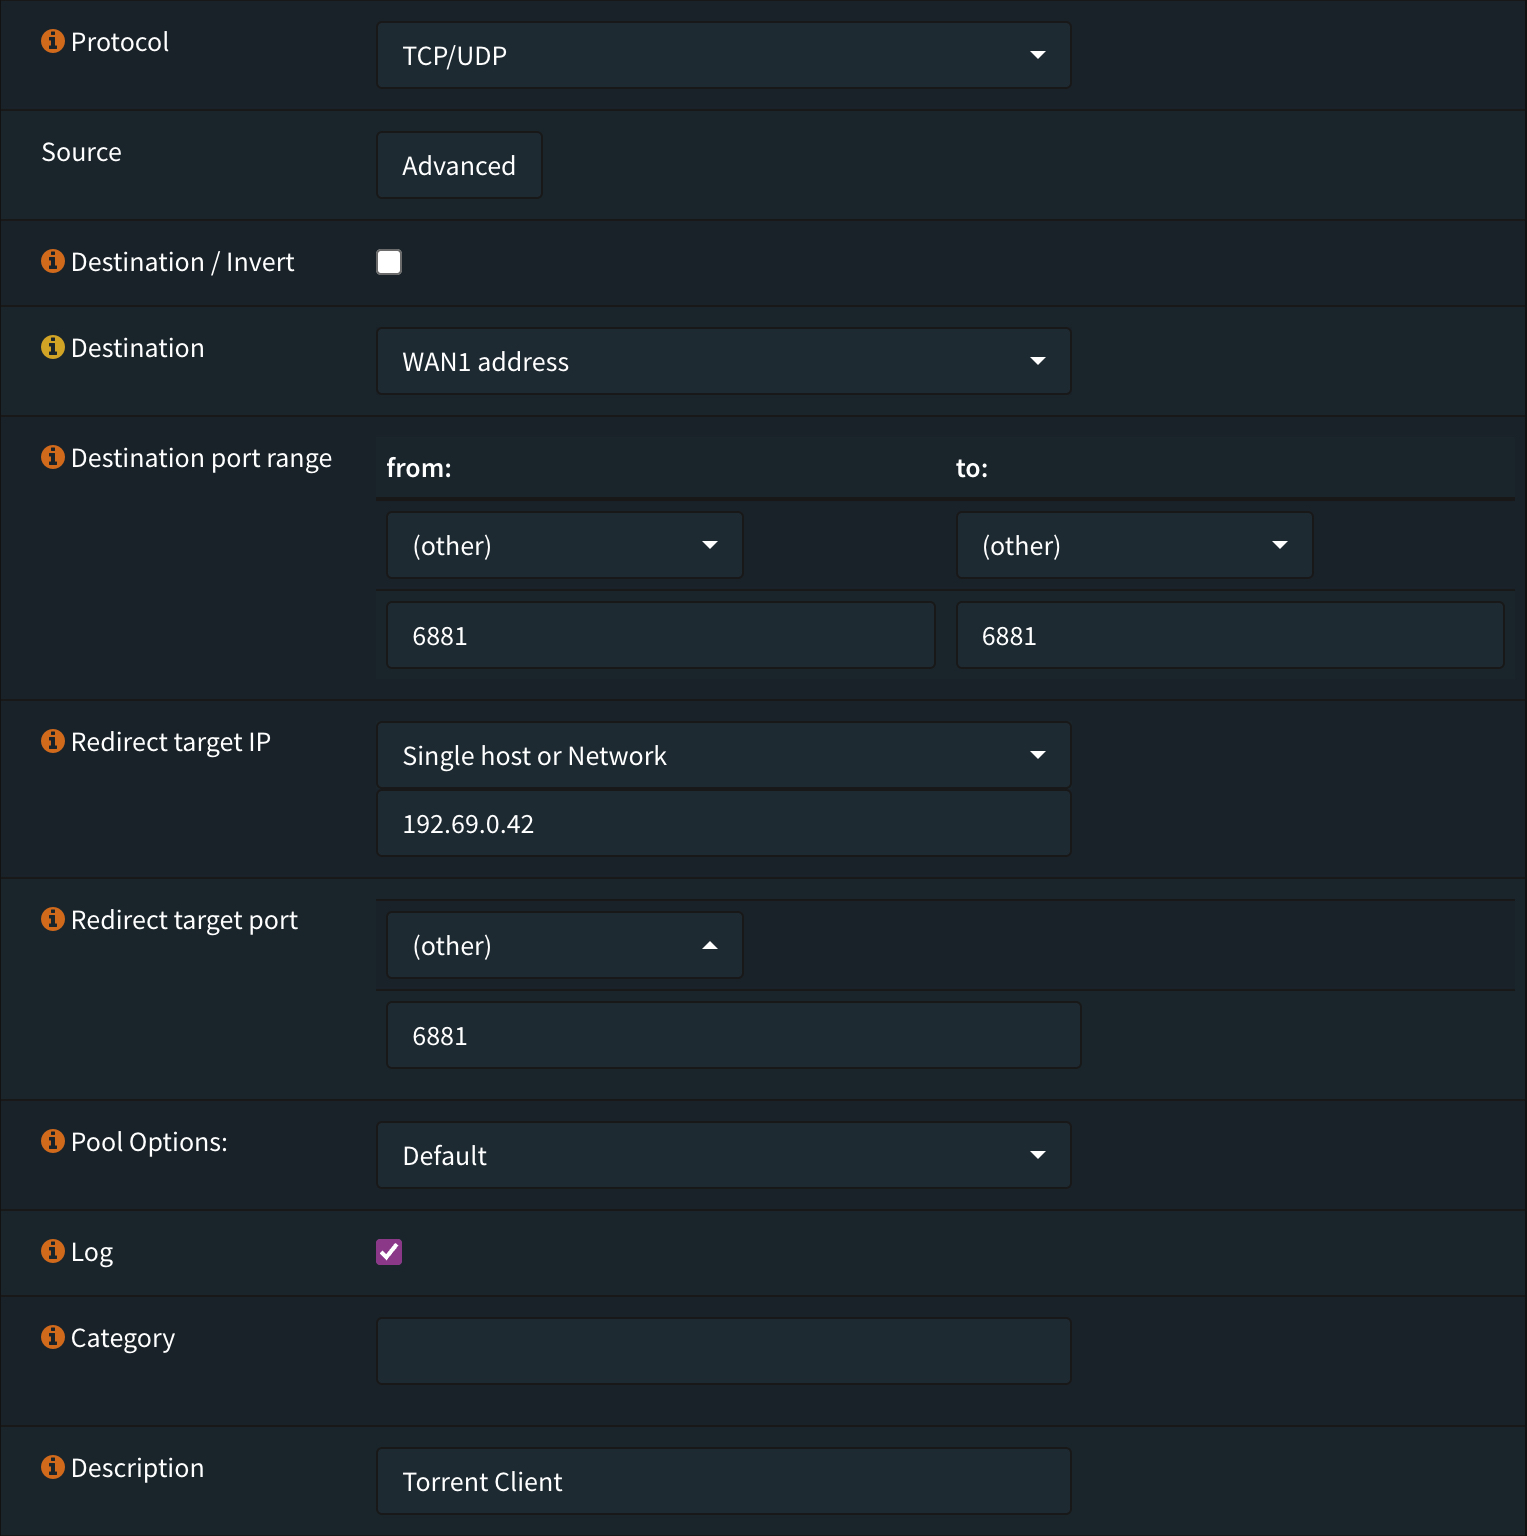 Protocol
TCP/UDP
Source
Advanced
Destination / Invert
Destination
WAN1 address
Destination port range
from:
to:
(other)
(other)
6881
6881
Redirect target IP
Single host or Network
192.69.0.42
Redirect target port
(other)
6881
Pool Options:
Default
Log
Category
Description
Torrent Client